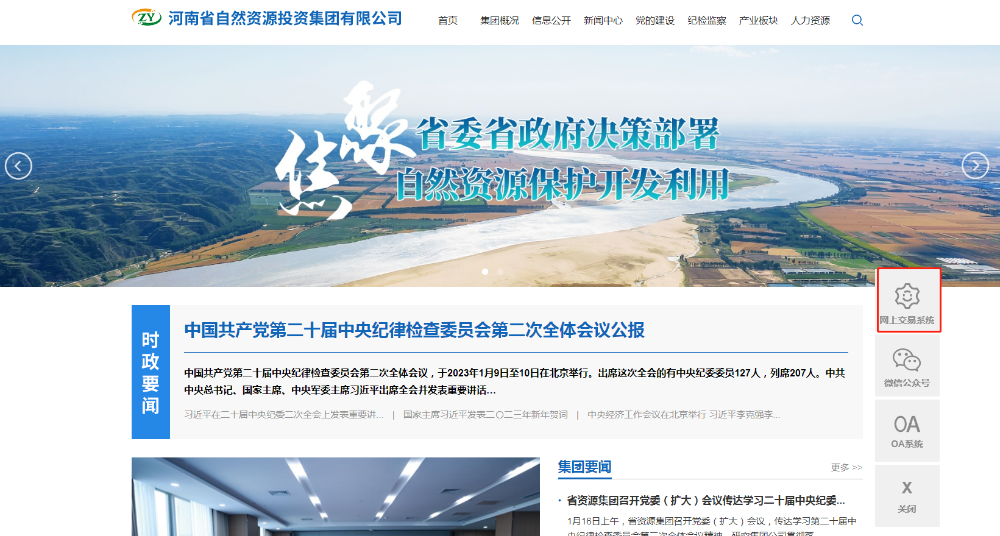 ZY 河南省自然资源投资集团有限公司
首页 集团概况 信息公开 新闻中心 党的建设 纪检监察 产业板块 人力资源
聚焦
省委省政府决策部署
自然资源保护开发利用
网上交易系统
微信公众号
OA
OA系统
X
关闭
时政要闻
中国共产党第二十届中央纪律检查委员会第二次全体会议公报
中国共产党第二十届中央纪律检查委员会第二次全体会议，于2023年1月9日至10日在北京举行。出席这次全会的有中央纪委委员127人，列席207人。中共
中央总书记、国家主席、中央军委主席习近平出席全会并发表重要讲话...
习近平在二十届中央纪委二次全会上发表重要讲... | 国家主席习近平发表二〇二三年新年贺词 | 中央经济工作会议在北京举行 习近平李克强李...
集团要闻
更多 >>
· 省资源集团召开党委（扩大）会议传达学习二十届中央纪委...
1月16日上午，省资源集团召开党委（扩大）会议，传达学习第二十届中
央纪律检查委员会第二次全体会议精神，研究集团公司贯彻落